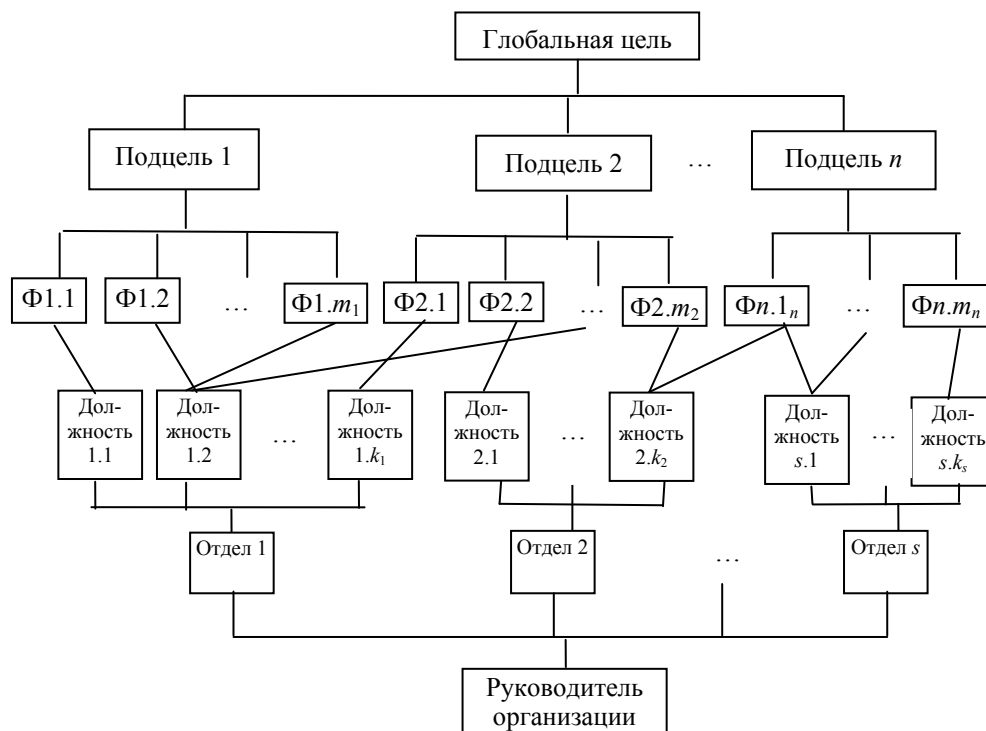 Глобальная цель
Подцель 1
Подцель 2
…
Подцель n
Ф1.1
Ф1.2
…
Ф1.m₁
Ф2.1
Ф2.2
…
Ф2.m₂
Фn.1ₙ
…
Фn.mₙ
Дол-
жность
1.1
Дол-
жность
1.2
…
Дол-
жность
1.k₁
Дол-
жность
2.1
…
Дол-
жность
2.k₂
Дол-
жность
s.1
…
Дол-
жность
s.kₛ
Отдел 1
Отдел 2
…
Отдел s
Руководитель
организации